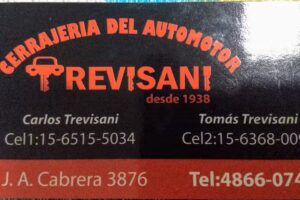 CERRAJERIA DEL AUTOMOTOR
TREVISANI
desde 1938
Carlos Trevisani
Cel1:15-6515-5034
Tomás Trevisani
J. A. Cabrera 3876